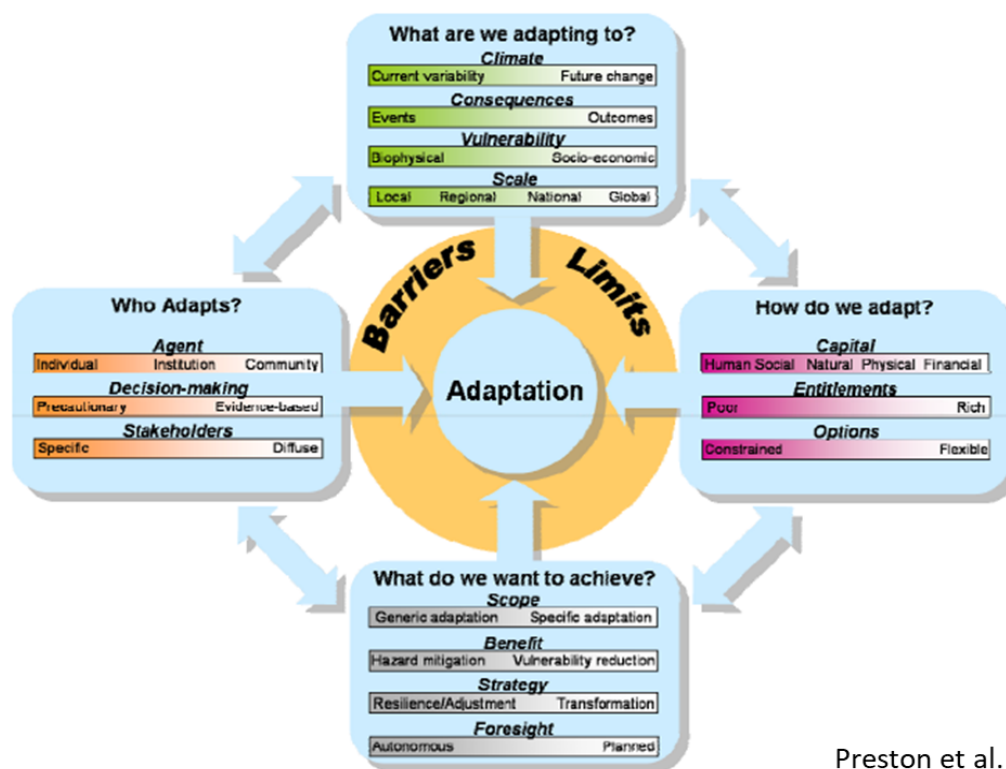 What are we adapting to?
Climate
Current variability Future change
Consequences
Events Outcomes
Vulnerability
Biophysical Socio-economic
Scale
Local Regional National Global
Barriers
Limits
Who Adapts?
Agent
Individual Institution Community
Decision-making
Precautionary Evidence-based
Stakeholders
Specific Diffuse
Adaptation
How do we adapt?
Capital
Human Social Natural Physical Financial
Entitlements
Poor Rich
Options
Constrained Flexible
What do we want to achieve?
Scope
Generic adaptation Specific adaptation
Benefit
Hazard mitigation Vulnerability reduction
Strategy
Resilience/Adjustment Transformation
Foresight
Autonomous Planned
Preston et al.